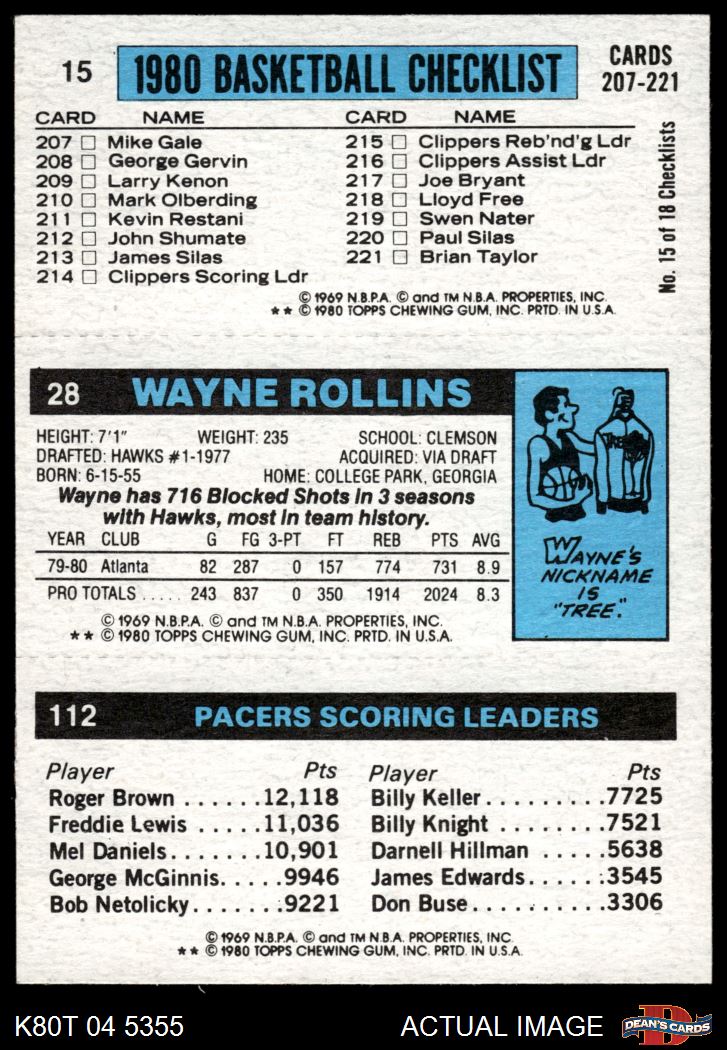 15 1980 BASKETBALL CHECKLIST CARDS 207-221
CARD NAME CARD NAME
207 □ Mike Gale 215 □ Clippers Reb'nd'g Ldr
208 □ George Gervin 216 □ Clippers Assist Ldr
209 □ Larry Kenon 217 □ Joe Bryant
210 □ Mark Olberding 218 □ Lloyd Free
211 □ Kevin Restani 219 □ Swen Nater
212 □ John Shumate 220 □ Paul Silas
213 □ James Silas 221 □ Brian Taylor
214 □ Clippers Scoring Ldr
No. 15 of 18 Checklists
© 1969 N.B.P.A. © and TM N.B.A. PROPERTIES, INC.
** © 1980 TOPPS CHEWING GUM, INC. PRTD. IN U.S.A.
28 WAYNE ROLLINS
HEIGHT: 7'1" WEIGHT: 235 SCHOOL: CLEMSON
DRAFTED: HAWKS #1-1977 ACQUIRED: VIA DRAFT
BORN: 6-15-55 HOME: COLLEGE PARK, GEORGIA
Wayne has 716 Blocked Shots in 3 seasons
with Hawks, most in team history.
YEAR CLUB G FG 3-PT FT REB PTS AVG
79-80 Atlanta 82 287 0 157 774 731 8.9
PRO TOTALS ..... 243 837 0 350 1914 2024 8.3
© 1969 N.B.P.A. © and TM N.B.A. PROPERTIES, INC.
** © 1980 TOPPS CHEWING GUM, INC. PRTD. IN U.S.A.
WAYNE'S
NICKNAME
IS
"TREE."
112 PACERS SCORING LEADERS
Player Pts Player Pts
Roger Brown ......12,118 Billy Keller.........7725
Freddie Lewis .....11,036 Billy Knight ........7521
Mel Daniels.......10,901 Darnell Hillman .....5638
George McGinnis.....9946 James Edwards.......3545
Bob Netolicky.......9221 Don Buse..........3306
© 1969 N.B.P.A. © and TM N.B.A. PROPERTIES, INC.
** © 1980 TOPPS CHEWING GUM, INC. PRTD. IN U.S.A.
K80T 04 5355 ACTUAL IMAGE DEAN'S CARDS